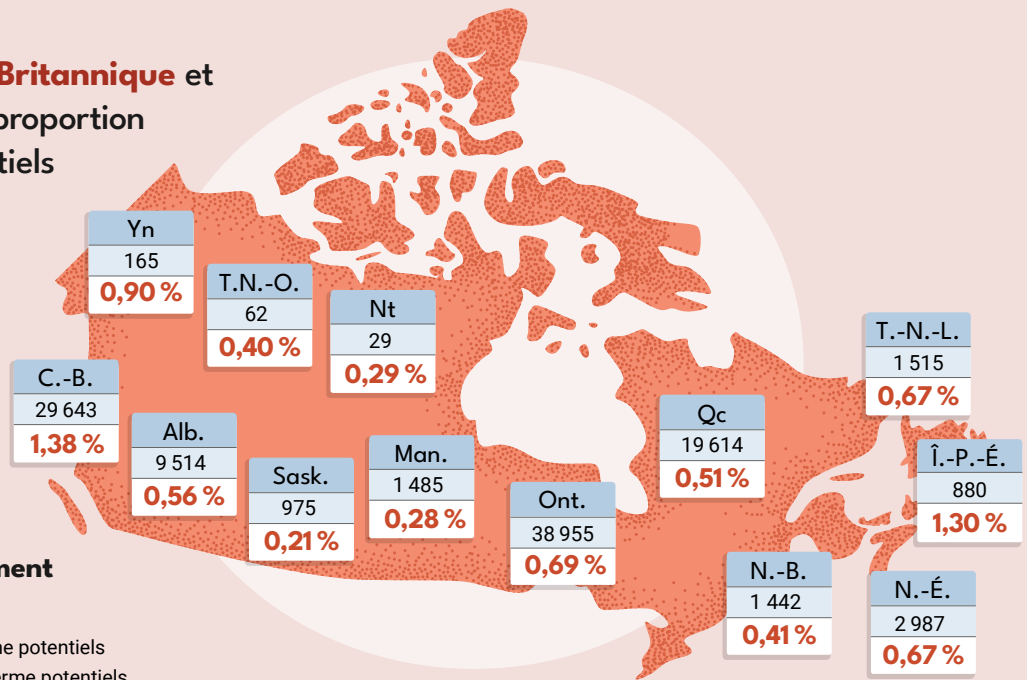 Britannique et
proportion
tiels
Yn
165
0,90 %
T.N.-O.
62
0,40 %
Nt
29
0,29 %
T.-N.-L.
1 515
0,67 %
C.-B.
29 643
1,38 %
Alb.
9 514
0,56 %
Sask.
975
0,21 %
Man.
1 485
0,28 %
Ont.
38 955
0,69 %
Qc
19 614
0,51 %
Î.-P.-É.
880
1,30 %
N.-B.
1 442
0,41 %
N.-É.
2 987
0,67 %
ment
ne potentiels
erme potentiels